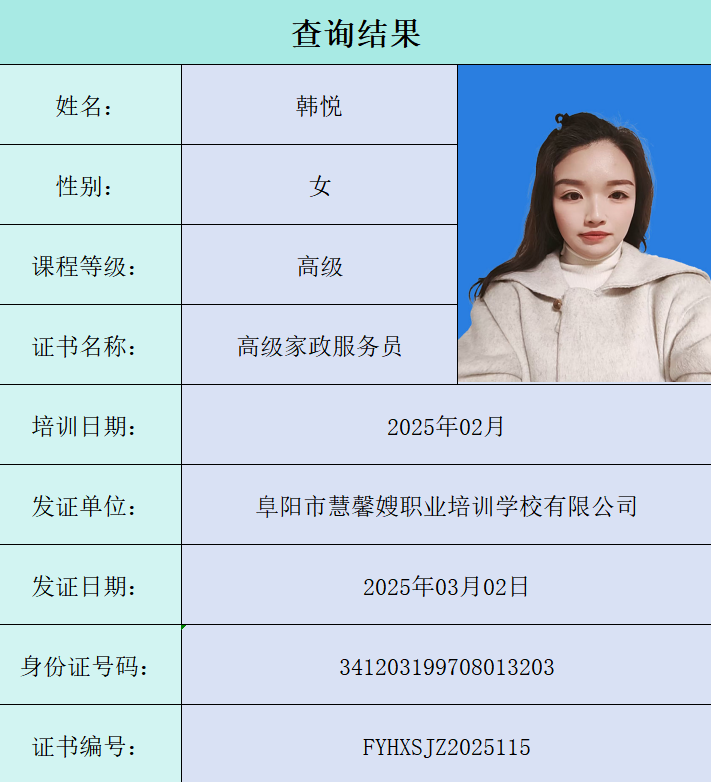 查询结果
姓名： 韩悦
性别： 女
课程等级： 高级
证书名称： 高级家政服务员
培训日期： 2025年02月
发证单位： 阜阳市慧馨嫂职业培训学校有限公司
发证日期： 2025年03月02日
身份证号码： 341203199708013203
证书编号： FYHXSJZ2025115